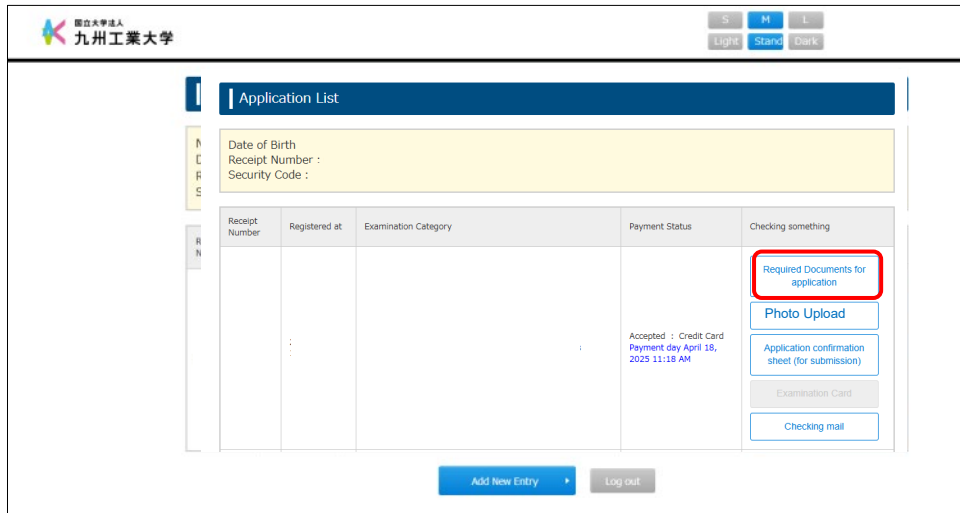 国立大学法人
九州工業大学
S M L
Light Stand Dark
Application List
Date of Birth
Receipt Number :
Security Code :
Receipt Number
Registered at
Examination Category
Payment Status
Checking something
Required Documents for
application
Photo Upload
Accepted : Credit Card
Payment day April 18,
2025 11:18 AM
Application confirmation
sheet (for submission)
Examination Card
Checking mail
Add New Entry
Log out